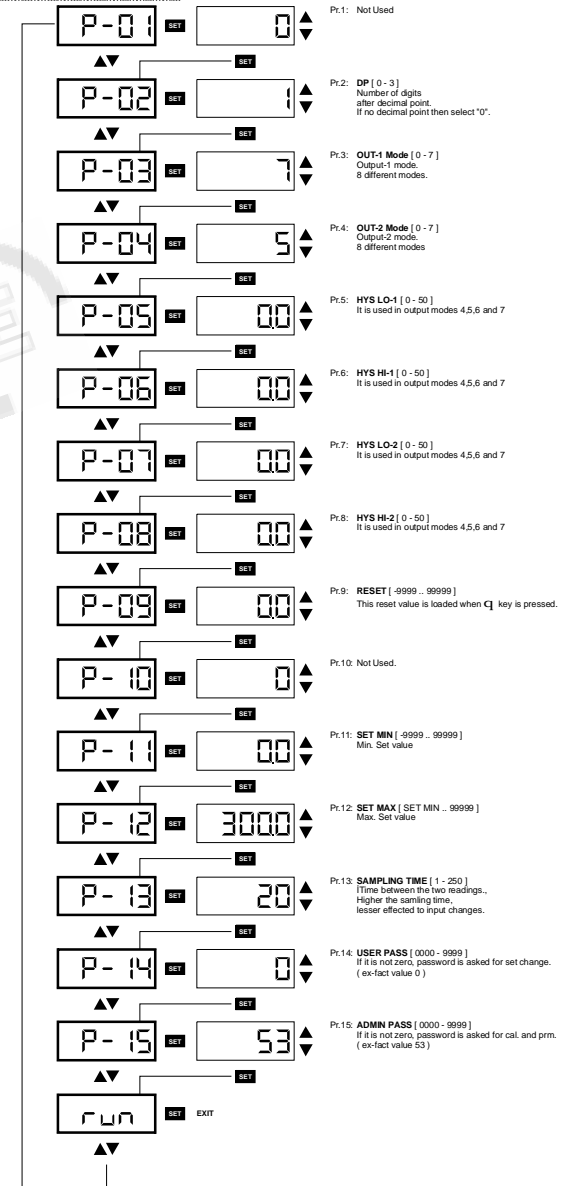 P-01 SET 0 ▲▼ Pr.1: Not Used
▲▼ SET
P-02 SET 1 ▲▼ Pr.2: DP [ 0 - 3 ]
Number of digits
after decimal point.
If no decimal point then select "0".
▲▼ SET
P-03 SET 7 ▲▼ Pr.3: OUT-1 Mode [ 0 - 7 ]
Output-1 mode.
8 different modes.
▲▼ SET
P-04 SET 5 ▲▼ Pr.4: OUT-2 Mode [ 0 - 7 ]
Output-2 mode.
8 different modes
▲▼ SET
P-05 SET 0.0 ▲▼ Pr.5: HYS LO-1 [ 0 - 50 ]
It is used in output modes 4,5,6 and 7
▲▼ SET
P-06 SET 0.0 ▲▼ Pr.6: HYS HI-1 [ 0 - 50 ]
It is used in output modes 4,5,6 and 7
▲▼ SET
P-07 SET 0.0 ▲▼ Pr.7: HYS LO-2 [ 0 - 50 ]
It is used in output modes 4,5,6 and 7
▲▼ SET
P-08 SET 0.0 ▲▼ Pr.8: HYS HI-2 [ 0 - 50 ]
It is used in output modes 4,5,6 and 7
▲▼ SET
P-09 SET 0.0 ▲▼ Pr.9: RESET [ -9999 .. 99999 ]
This reset value is loaded when key is pressed.
▲▼ SET
P-10 SET 0 ▲▼ Pr.10: Not Used.
▲▼ SET
P-11 SET 0.0 ▲▼ Pr.11: SET MIN [ -9999 .. 99999 ]
Min. Set value
▲▼ SET
P-12 SET 300.0 ▲▼ Pr.12: SET MAX [ SET MIN .. 99999 ]
Max. Set value
▲▼ SET
P-13 SET 20 ▲▼ Pr.13: SAMPLING TIME [ 1 - 250 ]
ÏTime between the two readings.,
Higher the samling time,
lesser effected to input changes.
▲▼ SET
P-14 SET 0 ▲▼ Pr.14: USER PASS [ 0000 - 9999 ]
If it is not zero, password is asked for set change.
( ex-fact value 0 )
▲▼ SET
P-15 SET 53 ▲▼ Pr.15: ADMIN PASS [ 0000 - 9999 ]
If it is not zero, password is asked for cal. and prm.
( ex-fact value 53 )
▲▼ SET
run SET EXIT
▲▼